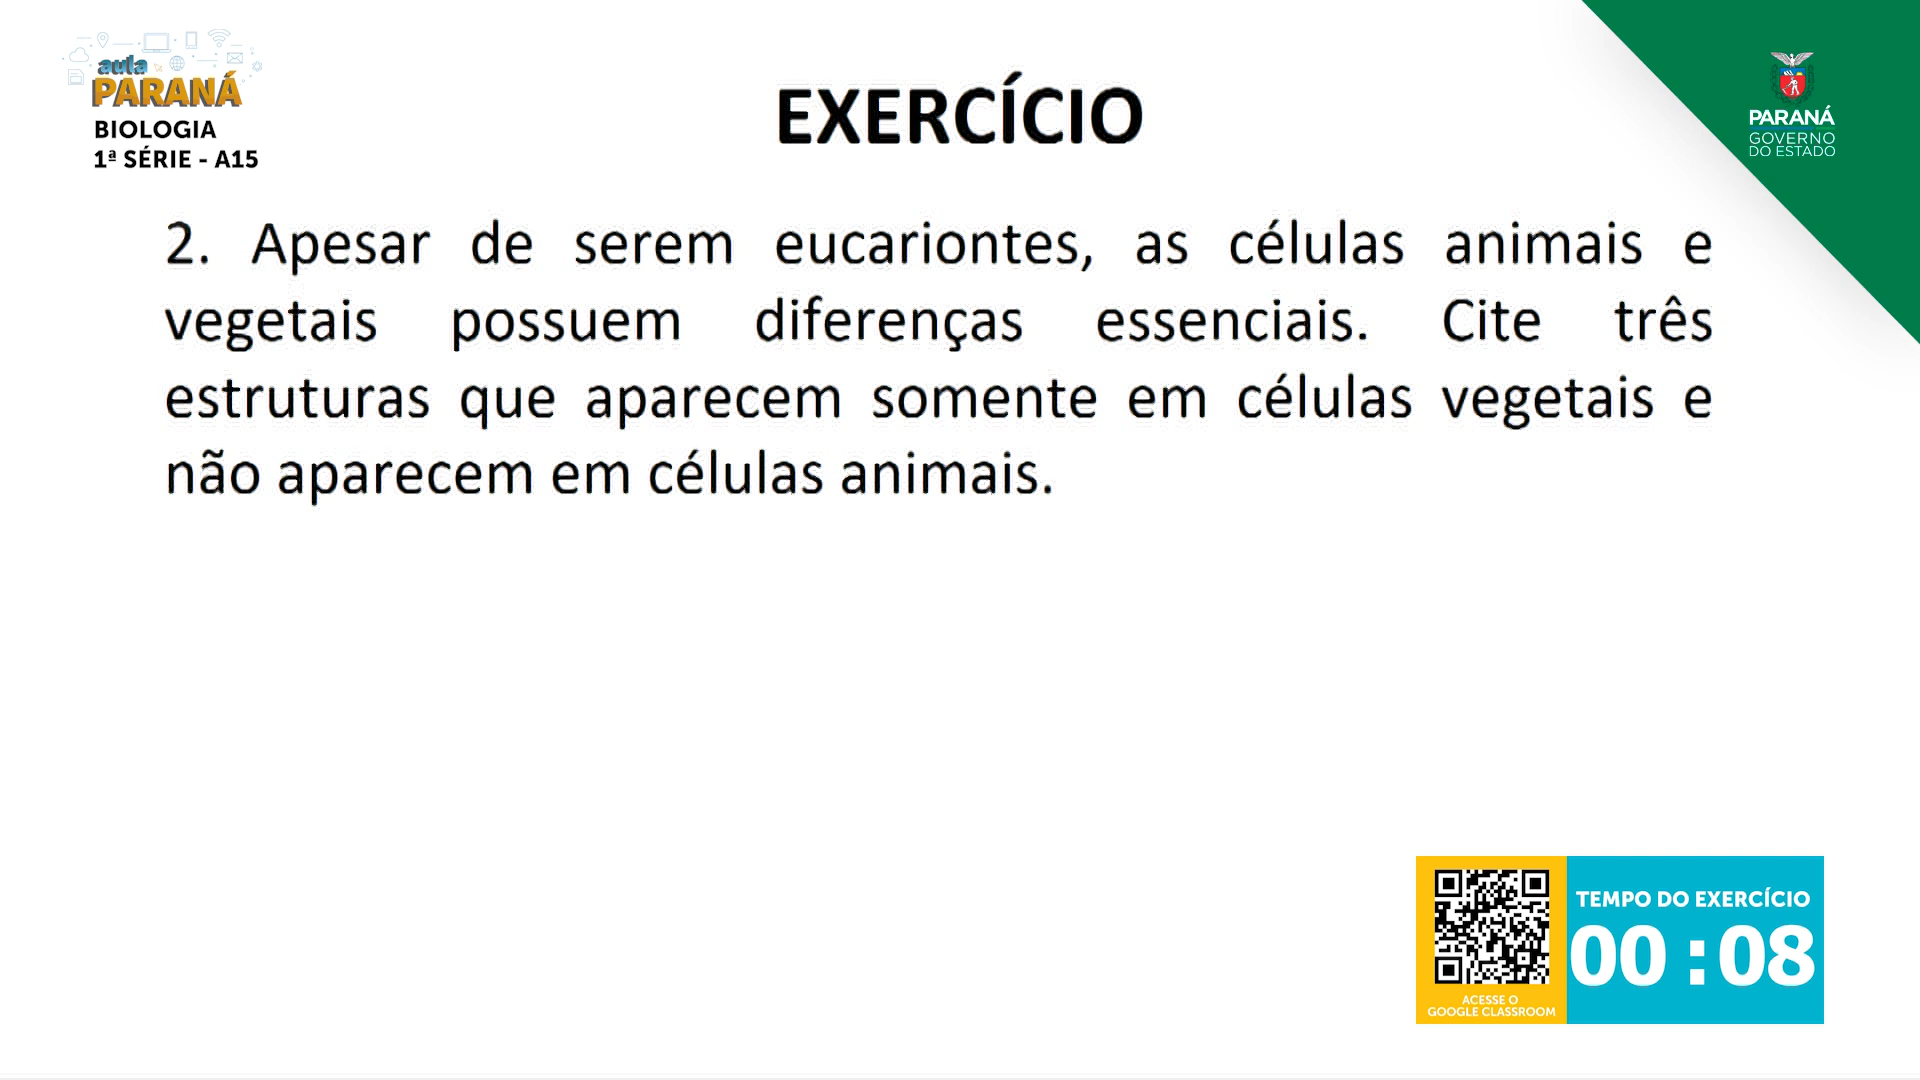 aula
PARANÁ
BIOLOGIA
1ª SÉRIE - A15
EXERCÍCIO
PARANÁ
GOVERNO
DO ESTADO
2. Apesar de serem eucariontes, as células animais e
vegetais possuem diferenças essenciais. Cite três
estruturas que aparecem somente em células vegetais e
não aparecem em células animais.
TEMPO DO EXERCÍCIO
00:08
ACESSE O
GOOGLE CLASSROOM